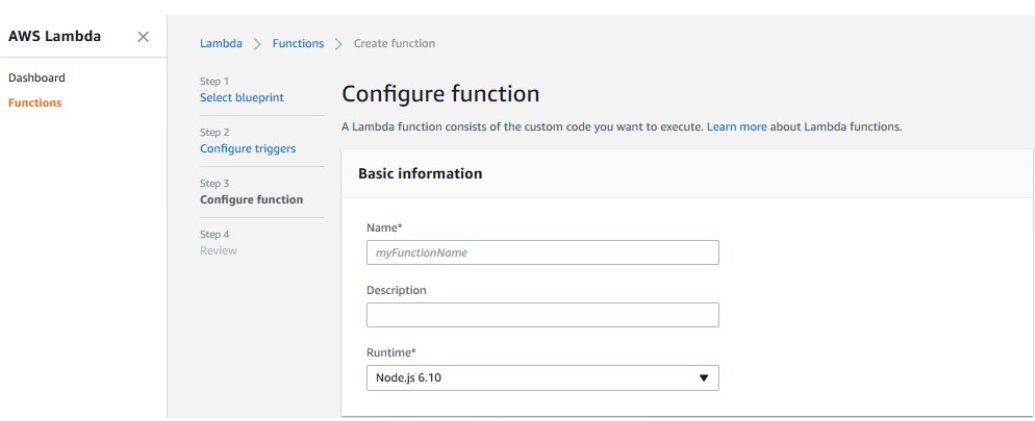 AWS Lambda
Dashboard
Functions
Lambda > Functions > Create function
Step 1
Select blueprint
Step 2
Configure triggers
Step 3
Configure function
Step 4
Review
Configure function
A Lambda function consists of the custom code you want to execute. Learn more about Lambda functions.
Basic information
Name*
myFunctionName
Description
Runtime*
Node.js 6.10